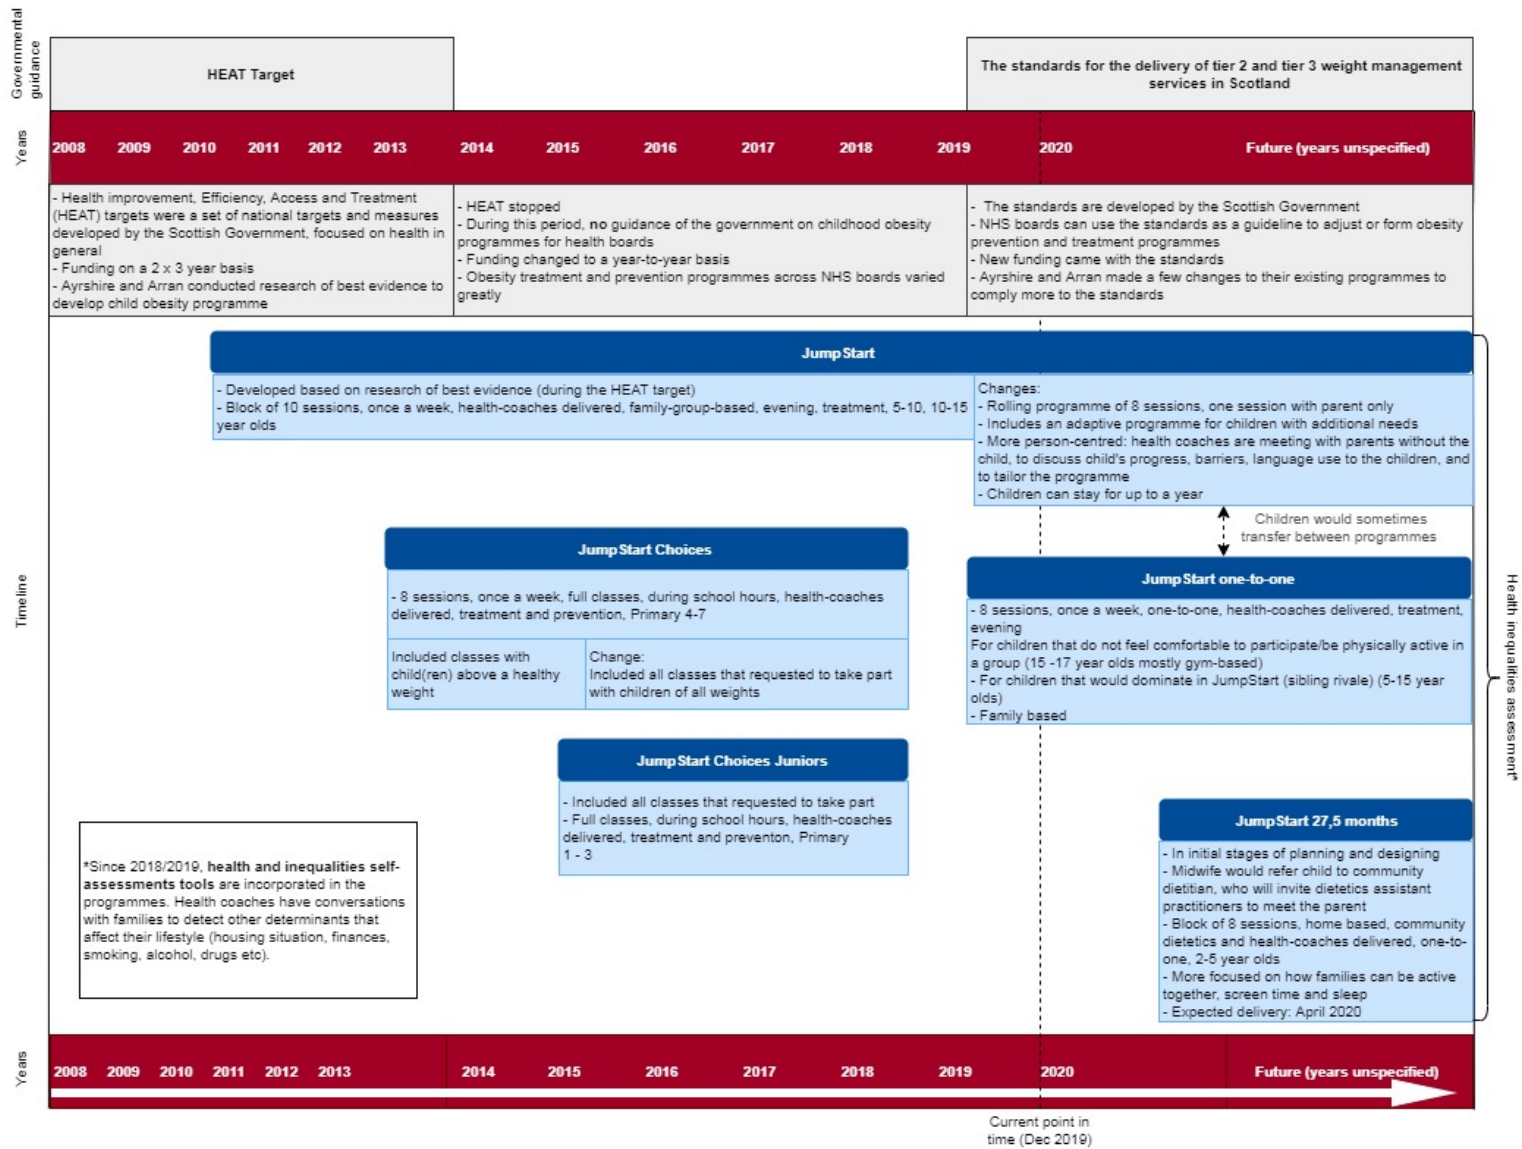 Governmental
guidance
HEAT Target
The standards for the delivery of tier 2 and tier 3 weight management
services in Scotland
Years
2008 2009 2010 2011 2012 2013 2014 2015 2016 2017 2018 2019 2020 Future (years unspecified)
- Health improvement, Efficiency, Access and Treatment
(HEAT) targets were a set of national targets and measures
developed by the Scottish Government, focused on health in
general
- Funding on a 2 x 3 year basis
- Ayrshire and Arran conducted research of best evidence to
develop child obesity programme
- HEAT stopped
- During this period, no guidance of the government on childhood obesity
programmes for health boards
- Funding changed to a year-to-year basis
- Obesity treatment and prevention programmes across NHS boards varied
greatly
- The standards are developed by the Scottish Government
- NHS boards can use the standards as a guideline to adjust or form obesity
prevention and treatment programmes
- New funding came with the standards
- Ayrshire and Arran made a few changes to their existing programmes to
comply more to the standards
Timeline
JumpStart
- Developed based on research of best evidence (during the HEAT target)
- Block of 10 sessions, once a week, health-coaches delivered, family-group-based, evening, treatment, 5-10, 10-15
year olds
Changes:
- Rolling programme of 8 sessions, one session with parent only
- Includes an adaptive programme for children with additional needs
- More person-centred: health coaches are meeting with parents without the
child, to discuss child's progress, barriers, language use to the children, and
to tailor the programme
- Children can stay for up to a year
Children would sometimes
transfer between programmes
JumpStart Choices
- 8 sessions, once a week, full classes, during school hours, health-coaches
delivered, treatment and prevention, Primary 4-7
Included classes with
child(ren) above a healthy
weight
Change:
Included all classes that requested to take part
with children of all weights
JumpStart one-to-one
- 8 sessions, once a week, one-to-one, health-coaches delivered, treatment,
evening
For children that do not feel comfortable to participate/be physically active in
a group (15 -17 year olds mostly gym-based)
- For children that would dominate in JumpStart (sibling rivale) (5-15 year
olds)
- Family based
Health inequalities assessment*
JumpStart Choices Juniors
- Included all classes that requested to take part
- Full classes, during school hours, health-coaches
delivered, treatment and preventon, Primary
1 - 3
JumpStart 27,5 months
- In initial stages of planning and designing
- Midwife would refer child to community
dietitian, who will invite dietetics assistant
practitioners to meet the parent
- Block of 8 sessions, home based, community
dietetics and health-coaches delivered, one-to-
one, 2-5 year olds
- More focused on how families can be active
together, screen time and sleep
- Expected delivery: April 2020
*Since 2018/2019, health and inequalities self-
assessments tools are incorporated in the
programmes. Health coaches have conversations
with families to detect other determinants that
affect their lifestyle (housing situation, finances,
smoking, alcohol, drugs etc).
Years
2008 2009 2010 2011 2012 2013 2014 2015 2016 2017 2018 2019 2020 Future (years unspecified)
Current point in
time (Dec 2019)